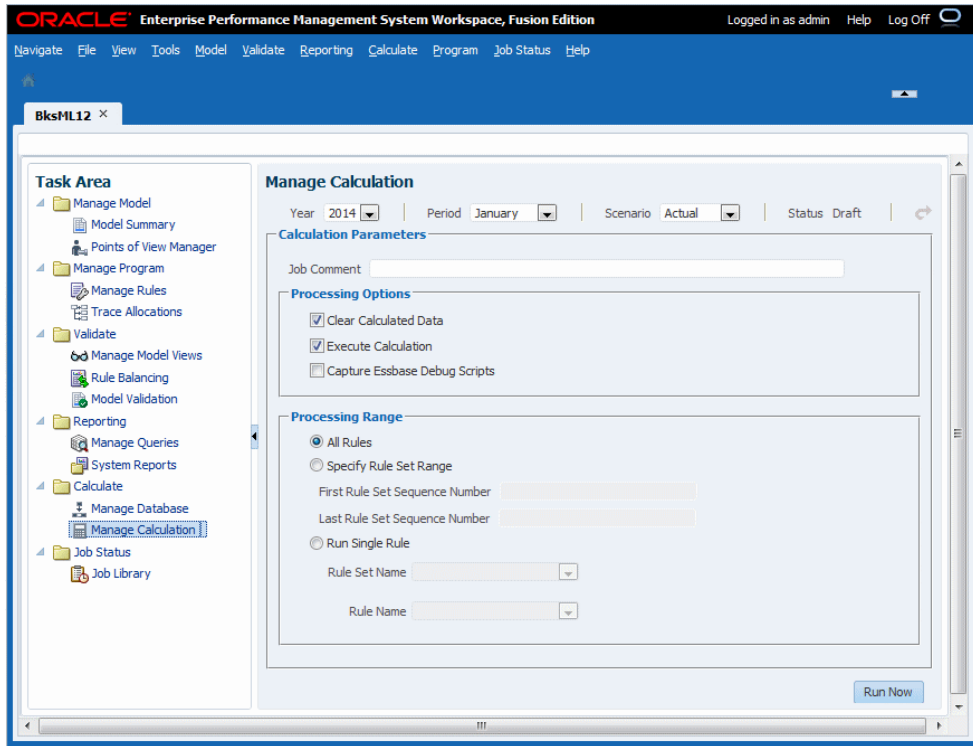 ORACLE Enterprise Performance Management System Workspace, Fusion Edition Logged in as admin Help Log Off
Navigate File View Tools Model Validate Reporting Calculate Program Job Status Help
BksML12 ×
Task Area
Manage Model
Model Summary
Points of View Manager
Manage Program
Manage Rules
Trace Allocations
Validate
Manage Model Views
Rule Balancing
Model Validation
Reporting
Manage Queries
System Reports
Calculate
Manage Database
Manage Calculation
Job Status
Job Library
Manage Calculation
Year 2014 Period January Scenario Actual Status Draft
Calculation Parameters
Job Comment
Processing Options
Clear Calculated Data
Execute Calculation
Capture Essbase Debug Scripts
Processing Range
All Rules
Specify Rule Set Range
First Rule Set Sequence Number
Last Rule Set Sequence Number
Run Single Rule
Rule Set Name
Rule Name
Run Now